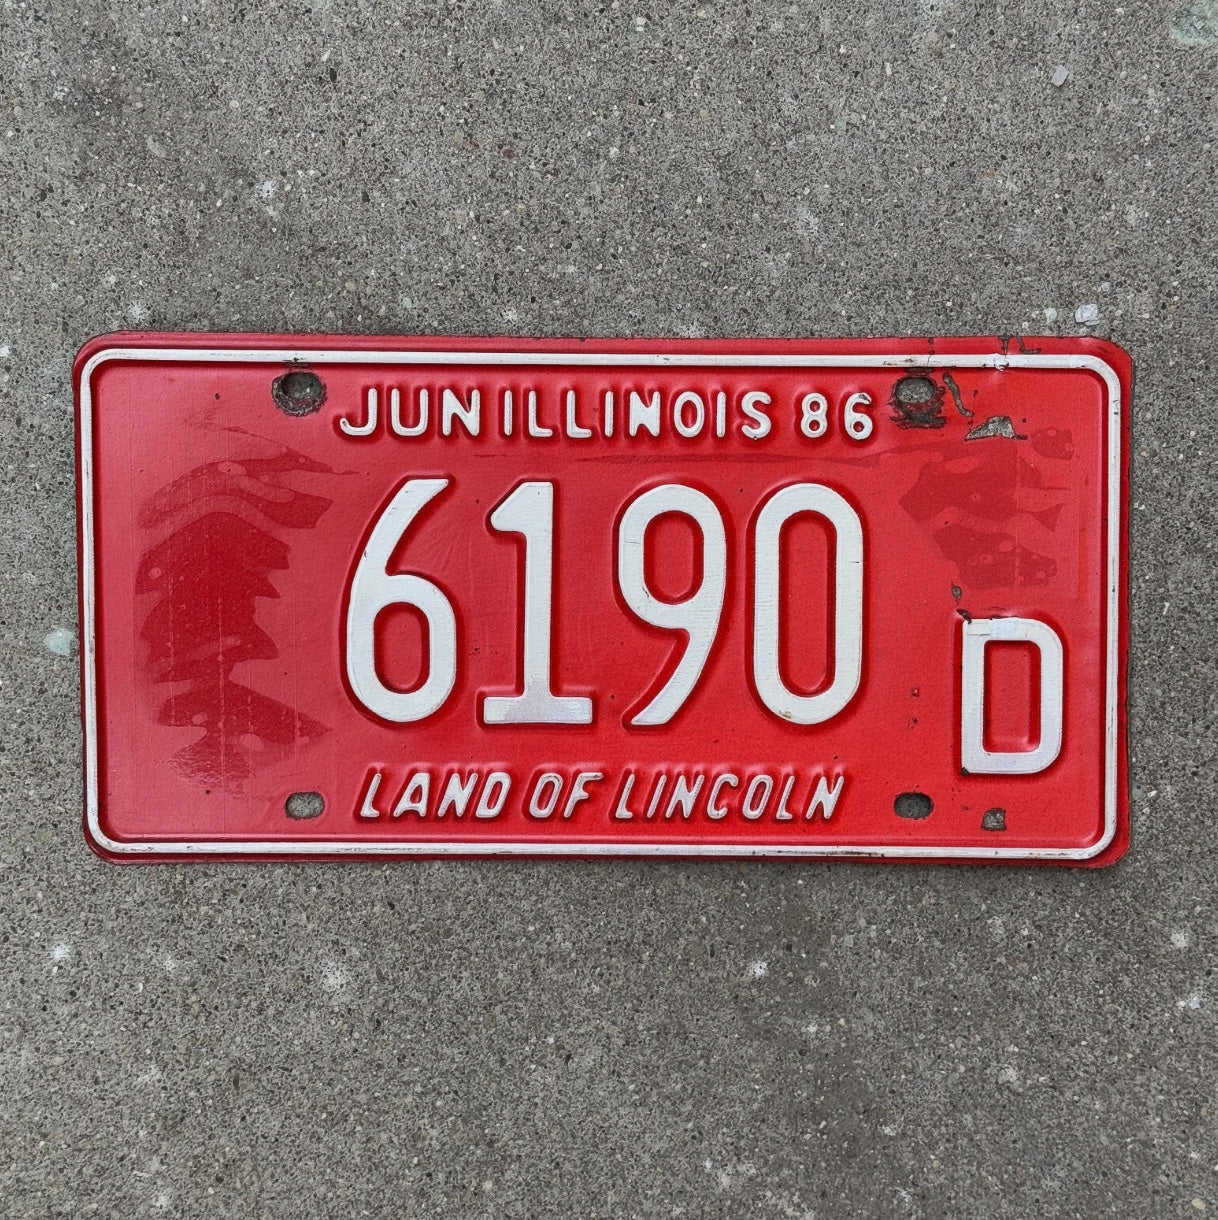 JUN ILLINOIS 86
6190 D
LAND OF LINCOLN